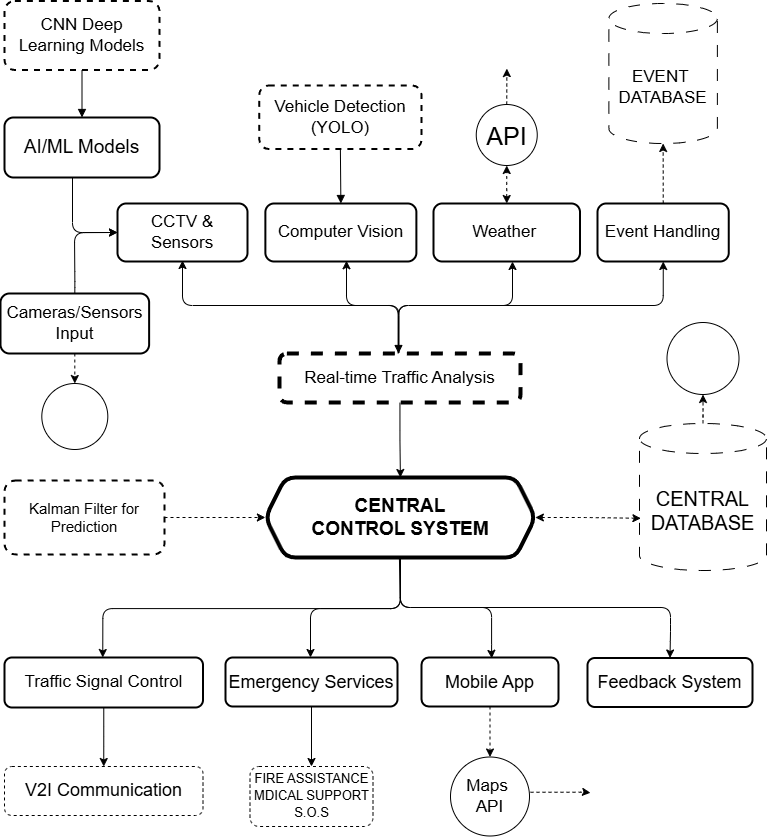 CNN Deep
Learning Models
EVENT
DATABASE
Vehicle Detection
(YOLO)
API
AI/ML Models
CCTV &
Sensors
Computer Vision
Weather
Event Handling
Cameras/Sensors
Input
Real-time Traffic Analysis
Kalman Filter for
Prediction
CENTRAL
CONTROL SYSTEM
CENTRAL
DATABASE
Traffic Signal Control
Emergency Services
Mobile App
Feedback System
V2I Communication
FIRE ASSISTANCE
MDICAL SUPPORT
S.O.S
Maps
API